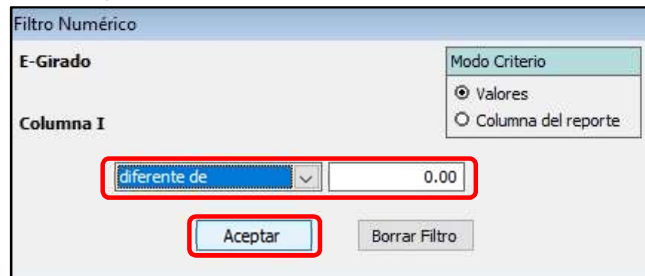 Filtro Numérico
E-Girado
Modo Criterio
Valores
Columna I
Columna del reporte
diferente de
0.00
Aceptar
Borrar Filtro